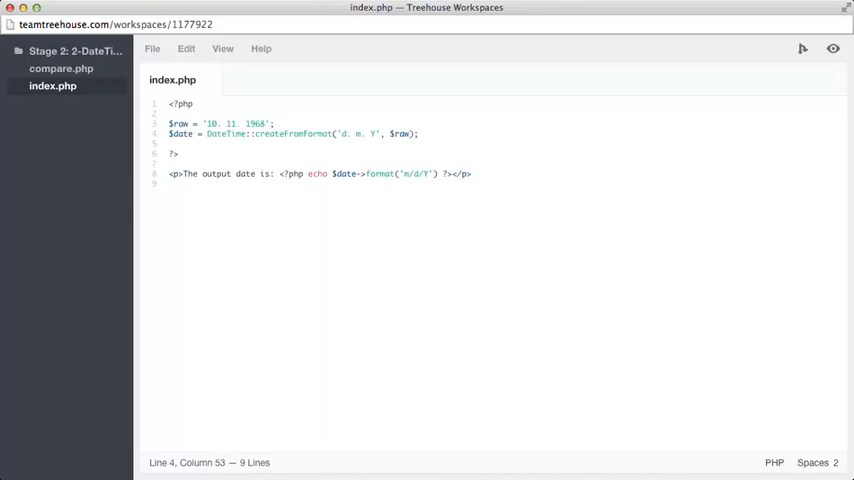 index.php — Treehouse Workspaces
teamtreehouse.com/workspaces/1177922
File Edit View Help
Stage 2: 2-DateTi...
compare.php
index.php
index.php
1 <?php
2
3 $raw = '10. 11. 1968';
4 $date = DateTime::createFromFormat('d. m. Y', $raw);
5
6 ?>
7
8 <p>The output date is: <?php echo $date->format('m/d/Y') ?></p>
9
Line 4, Column 53 — 9 Lines
PHP Spaces 2